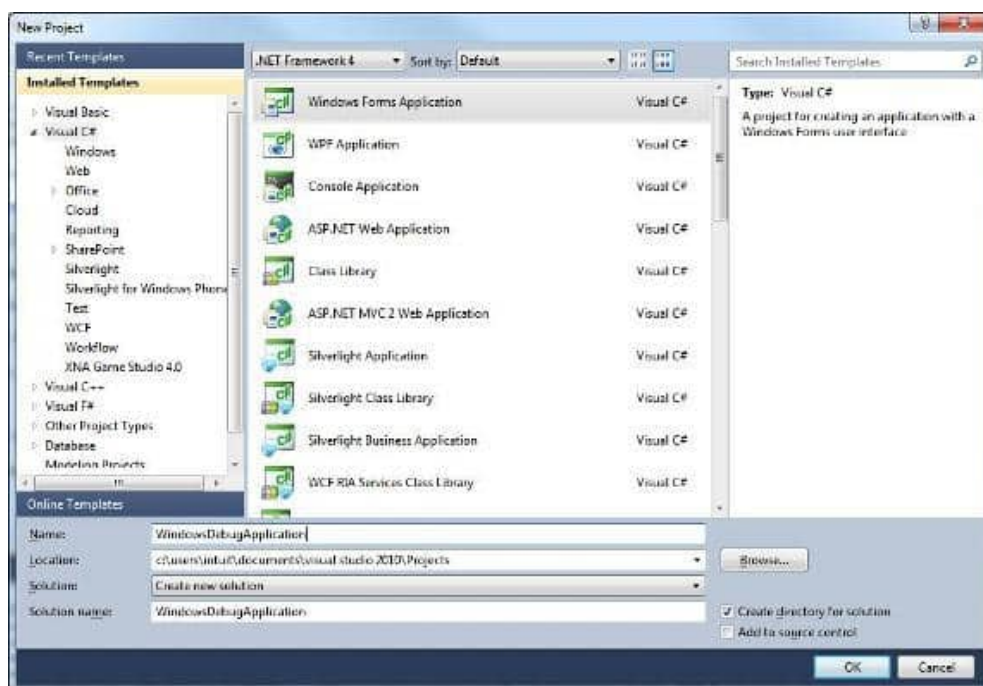 New Project
Recent Templates
.NET Framework 4
Sort by: Default
Search Installed Templates
Installed Templates
Visual Basic
Visual C#
Windows
Web
Office
Cloud
Reporting
SharePoint
Silverlight
Silverlight for Windows Phone
Test
WCF
Workflow
XNA Game Studio 4.0
Visual C++
Visual F#
Other Project Types
Database
Modeling Projects
Online Templates
Windows Forms Application Visual C#
WPF Application Visual C#
Console Application Visual C#
ASP.NET Web Application Visual C#
Class Library Visual C#
ASP.NET MVC 2 Web Application Visual C#
Silverlight Application Visual C#
Silverlight Class Library Visual C#
Silverlight Business Application Visual C#
WCF RIA Services Class Library Visual C#
Type: Visual C#
A project for creating an application with a
Windows Forms user interface
Name: WindowsDebugApplication
Location: c:\users\intuit\documents\visual studio 2010\Projects
Browse...
Solution: Create new solution
Solution name: WindowsDebugApplication
Create directory for solution
Add to source control
OK Cancel